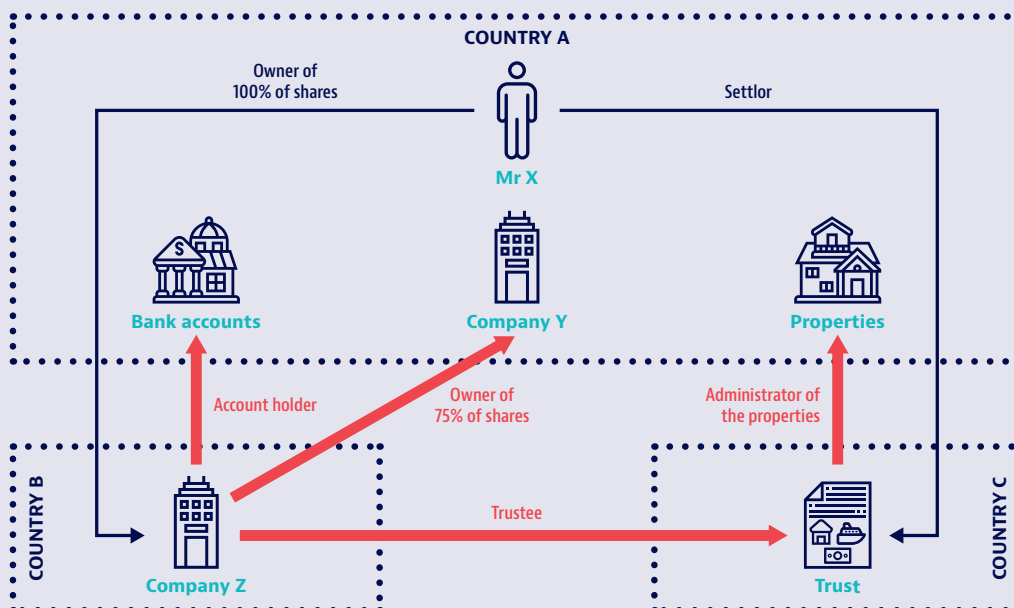 COUNTRY A
Owner of
100% of shares
Settlor
Mr X
$
Bank accounts
Company Y
Properties
Account holder
Owner of
75% of shares
Administrator of
the properties
COUNTRY B
Trustee
COUNTRY C
Company Z
Trust